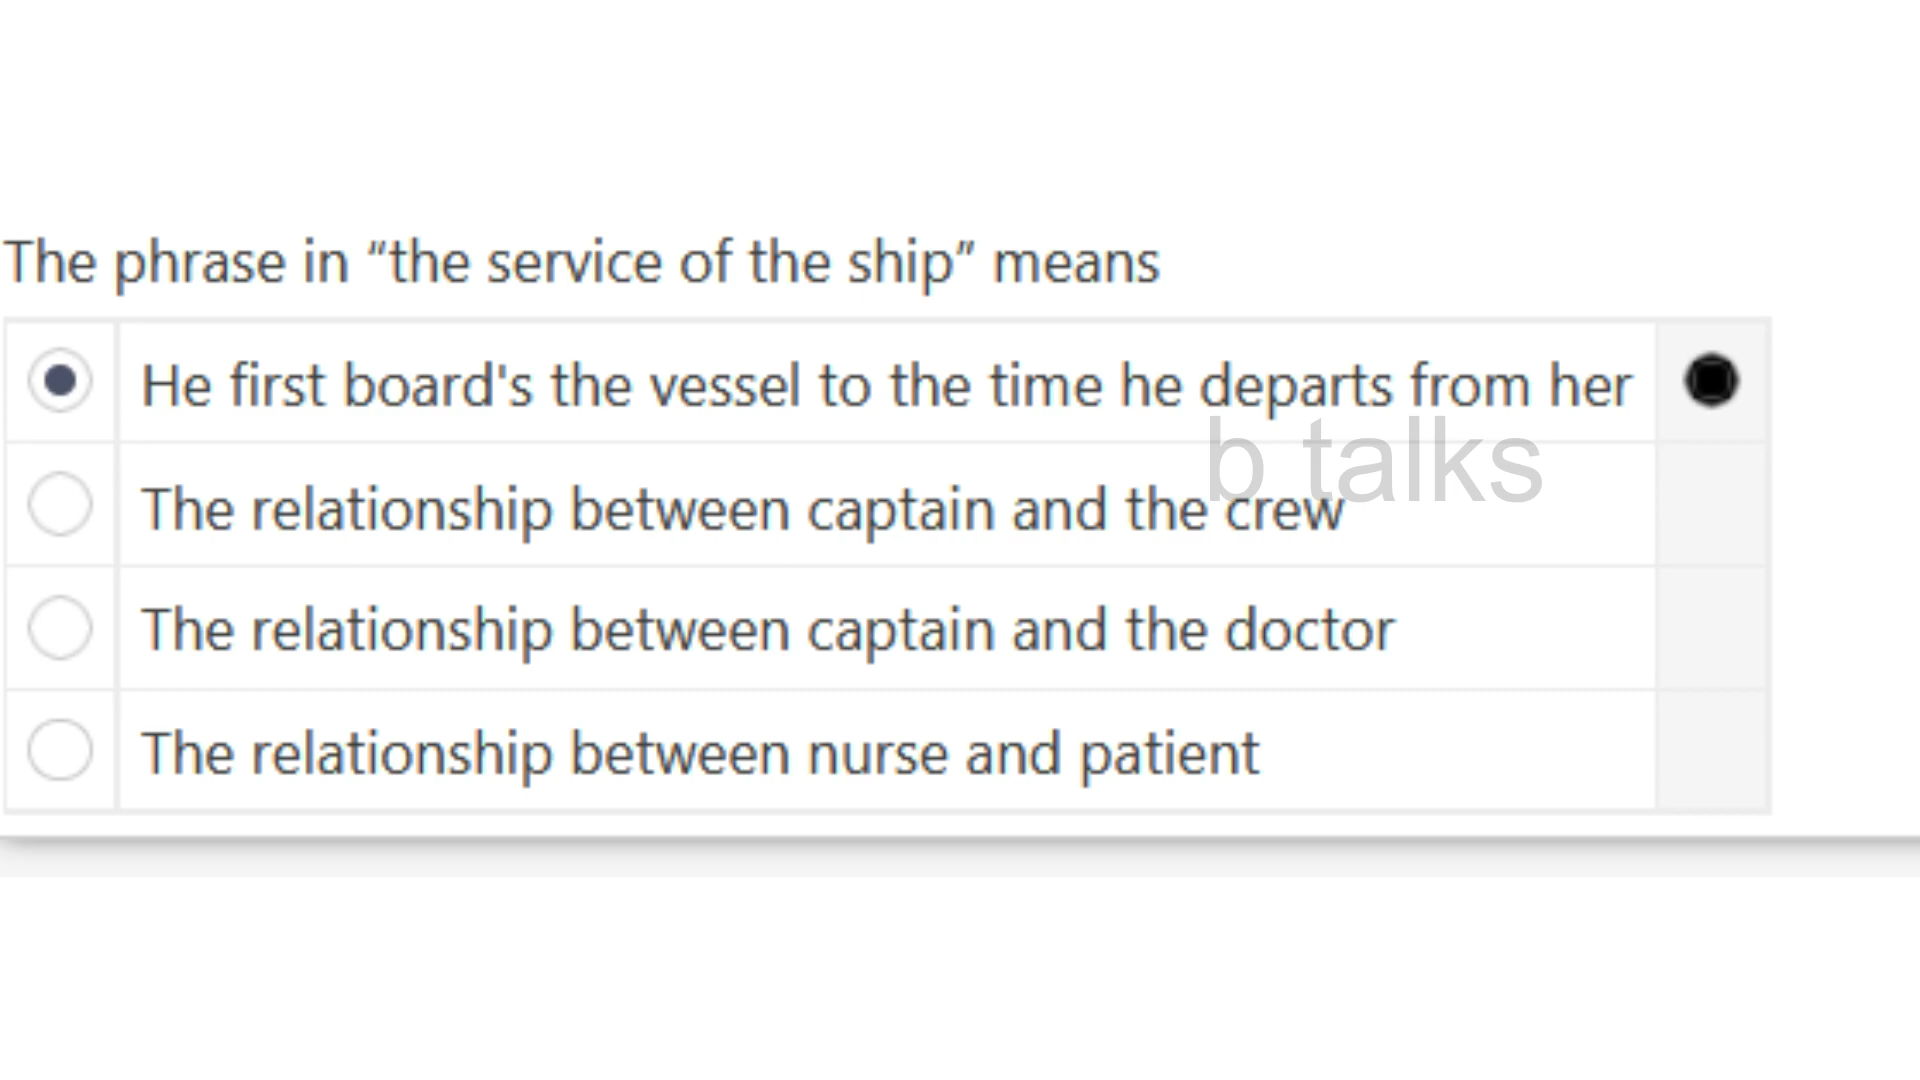 The phrase in “the service of the ship” means
He first board's the vessel to the time he departs from her
b talks
The relationship between captain and the crew
The relationship between captain and the doctor
The relationship between nurse and patient